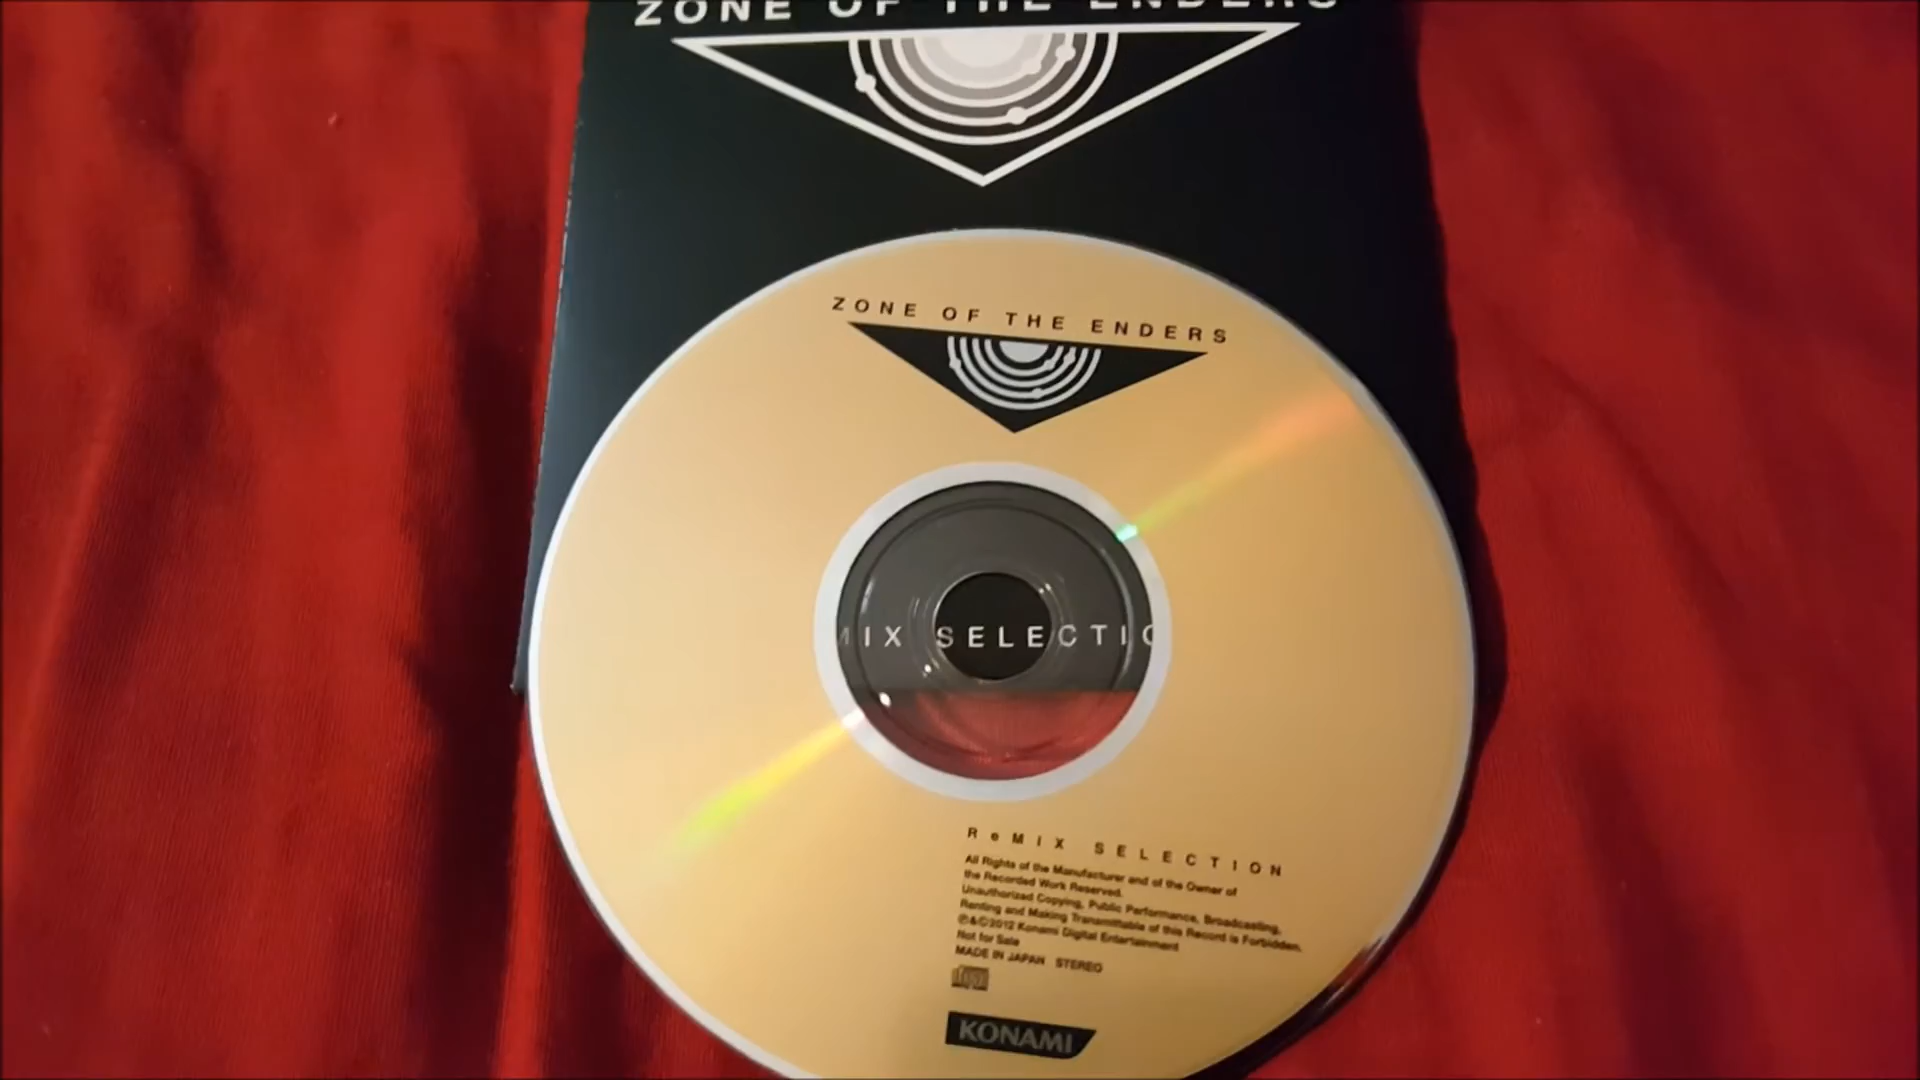 ZONE OF THE ENDERS
ZONE OF THE ENDERS
MIX SELECTIO
ReMIX SELECTION
All Rights of the Manufacturer and of the Owner of
the Recorded Work Reserved.
Unauthorized Copying, Public Performance, Broadcasting,
Renting and Making Transmittable of this Record is Forbidden.
℗&©2012 Konami Digital Entertainment
Not for Sale
MADE IN JAPAN STEREO
KONAMI